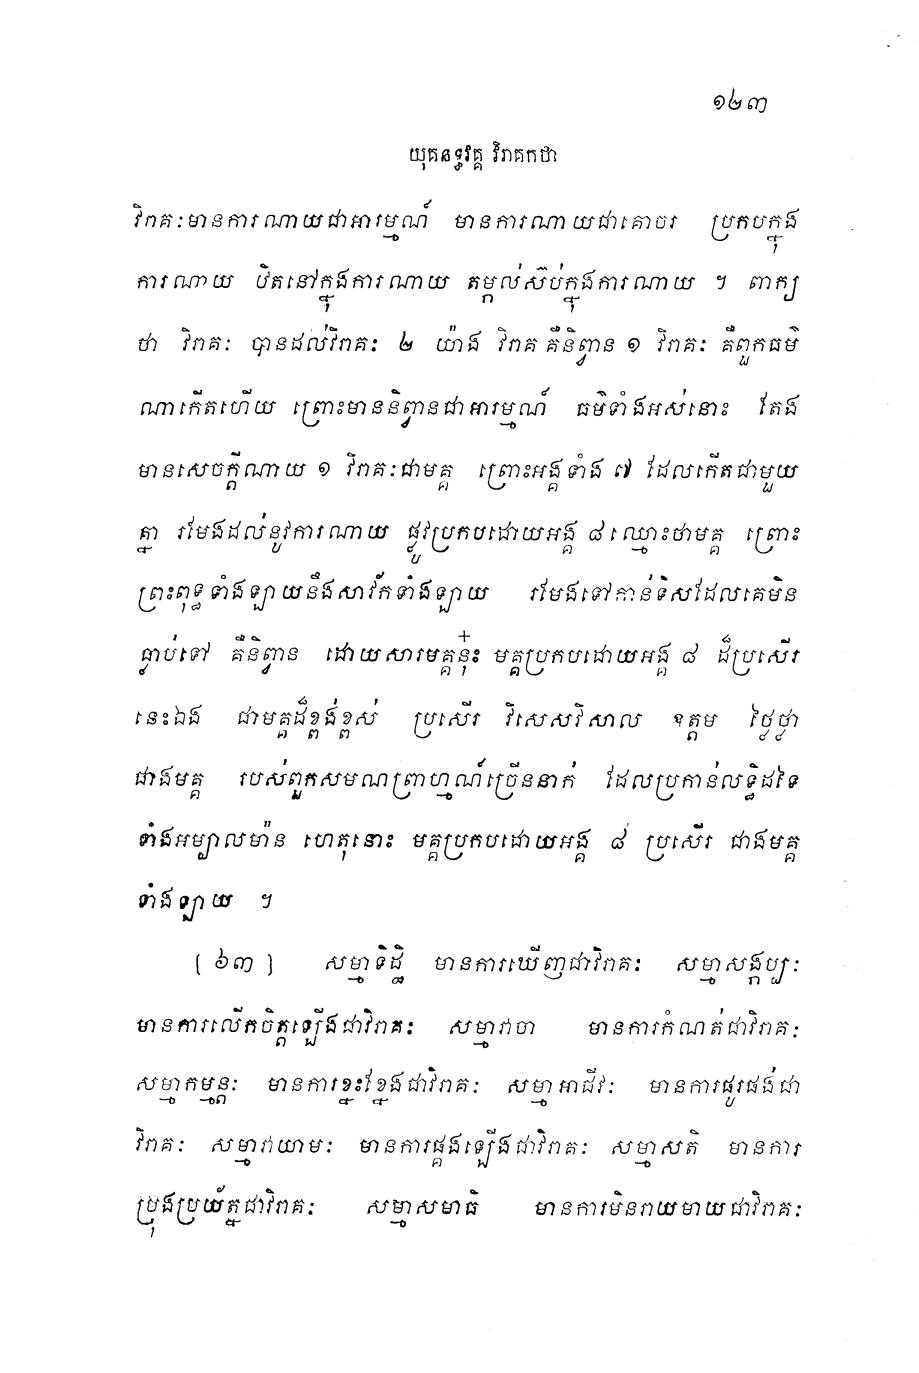 ១២៣
យុគនទ្ធវគ្គ វិរាគកថា
វិរាគៈមានការណាយជាអារម្មណ៍ មានការណាយជាគោចរ ប្រកបក្នុង
ការណាយ ឋិតនៅក្នុងការណាយ តម្កល់ស៊ប់ក្នុងការណាយ ។ ពាក្យ
ថា វិរាគៈ បានដល់វិរាគៈ ២ យ៉ាង វិរាគ គឺនិព្វាន ១ វិរាគៈ គឺពួកធម៌
ណាកើតហើយ ព្រោះមាននិព្វានជាអារម្មណ៍ ធម៌ទាំងអស់នោះ តែង
មានសេចក្តីណាយ ១ វិរាគៈជាមគ្គ ព្រោះអង្គទាំង ៧ ដែលកើតជាមួយ
គ្នា រមែងដល់នូវការណាយ ផ្លូវប្រកបដោយអង្គ ៨ ឈ្មោះថាមគ្គ ព្រោះ
ព្រះពុទ្ធទាំងឡាយនឹងសាវ័កទាំងឡាយ រមែងទៅកាន់ទិសដែលគេមិន
ធ្លាប់ទៅ គឺនិព្វាន ដោយសារមគ្គនុ៎ះ មគ្គប្រកបដោយអង្គ ៨ ដ៏ប្រសើរ
នេះឯង ជាមគ្គដ៏ខ្ពង់ខ្ពស់ ប្រសើរ វិសេសវិសាល ឧត្តម ថ្លៃថ្លា
ជាងមគ្គ របស់ពួកសមណព្រាហ្មណ៍ច្រើននាក់ ដែលប្រកាន់លទ្ធិដទៃ
ទាំងអម្បាលម៉ាន ហេតុនោះ មគ្គប្រកបដោយអង្គ ៨ ប្រសើរ ជាងមគ្គ
ទាំងឡាយ ។
[ ៦៣ ] សម្មាទិដ្ឋិ មានការឃើញជាវិរាគៈ សម្មាសង្កប្បៈ
មានការលើកចិត្តឡើងជាវិរាគៈ សម្មាវាចា មានការកំណត់ជាវិរាគៈ
សម្មាកម្មន្តៈ មានការខ្នះខ្នែងជាវិរាគៈ សម្មាអាជីវៈ មានការផូរផង់ជា
វិរាគៈ សម្មាវាយាមៈ មានការផ្គងឡើងជាវិរាគៈ សម្មាសតិ មានការ
ប្រុងប្រយ័ត្នជាវិរាគៈ សម្មាសមាធិ មានការមិនរាយមាយជាវិរាគៈ